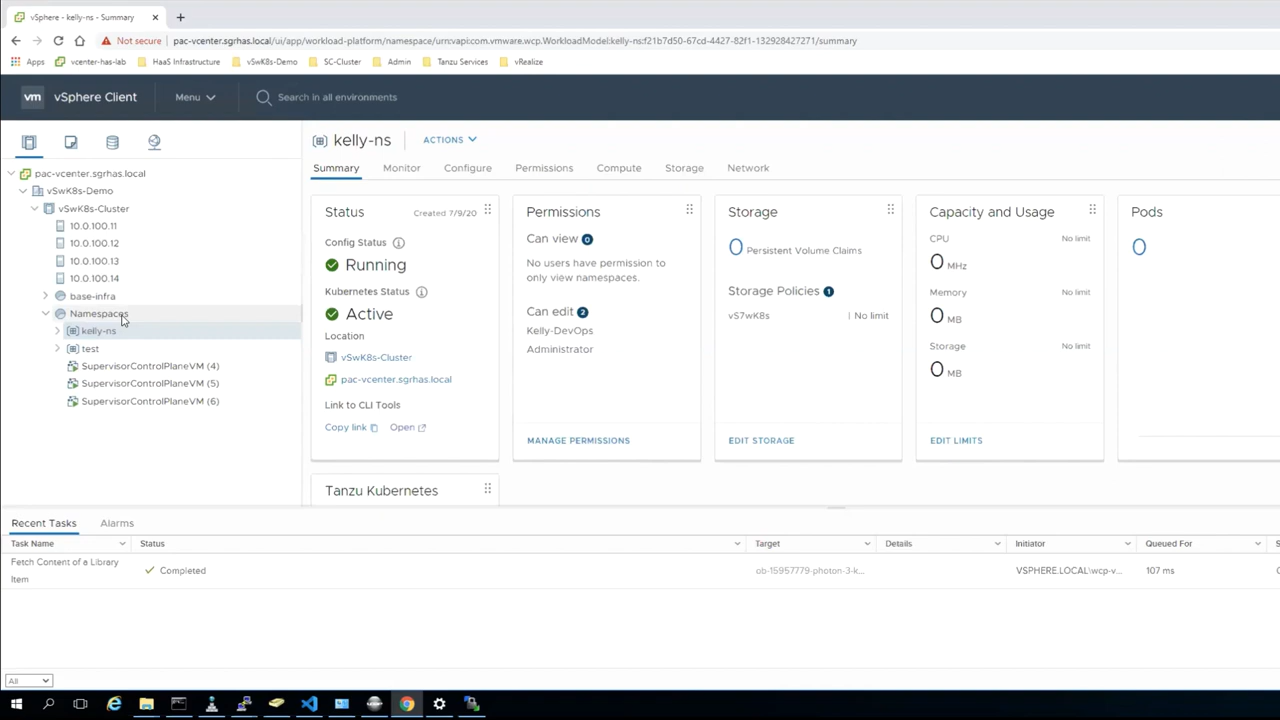 vSphere - kelly-ns - Summary
Not secure pac-vcenter.sgrhas.local/ui/app/workload-platform/namespace/urn:vapi:com.vmware.wcp.WorkloadModel:kelly-ns:f21b7d50-67cd-4427-82f1-132928427271/summary
Apps vcenter-has-lab HaaS Infrastructure vSwK8s-Demo SC-Cluster Admin Tanzu Services vRealize
vm vSphere Client Menu Search in all environments
pac-vcenter.sgrhas.local
vSwK8s-Demo
vSwK8s-Cluster
10.0.100.11
10.0.100.12
10.0.100.13
10.0.100.14
base-infra
Namespaces
kelly-ns
test
SupervisorControlPlaneVM (4)
SupervisorControlPlaneVM (5)
SupervisorControlPlaneVM (6)
kelly-ns ACTIONS
Summary Monitor Configure Permissions Compute Storage Network
Status Created 7/9/20
Config Status
Running
Kubernetes Status
Active
Location
vSwK8s-Cluster
pac-vcenter.sgrhas.local
Link to CLI Tools
Copy link Open
Permissions
Can view 0
No users have permission to
only view namespaces.
Can edit 2
Kelly-DevOps
Administrator
MANAGE PERMISSIONS
Storage
0 Persistent Volume Claims
Storage Policies 1
vS7wK8s No limit
EDIT STORAGE
Capacity and Usage
CPU No limit
0 MHz
Memory No limit
0 MB
Storage No limit
0 MB
EDIT LIMITS
Pods
0
Tanzu Kubernetes
Recent Tasks Alarms
Task Name Status Target Details Initiator Queued For S
Fetch Content of a Library
Item
Completed ob-15957779-photon-3-k... VSPHERE.LOCAL\wcp-v... 107 ms
All